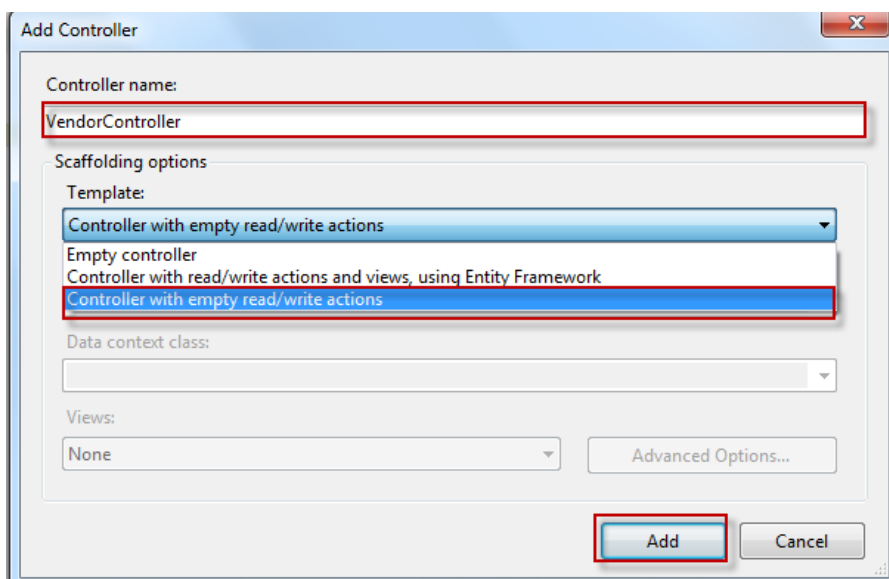 Add Controller
Controller name:
VendorController
Scaffolding options
Template:
Controller with empty read/write actions
Empty controller
Controller with read/write actions and views, using Entity Framework
Controller with empty read/write actions
Data context class:
Views:
None
Advanced Options...
Add
Cancel